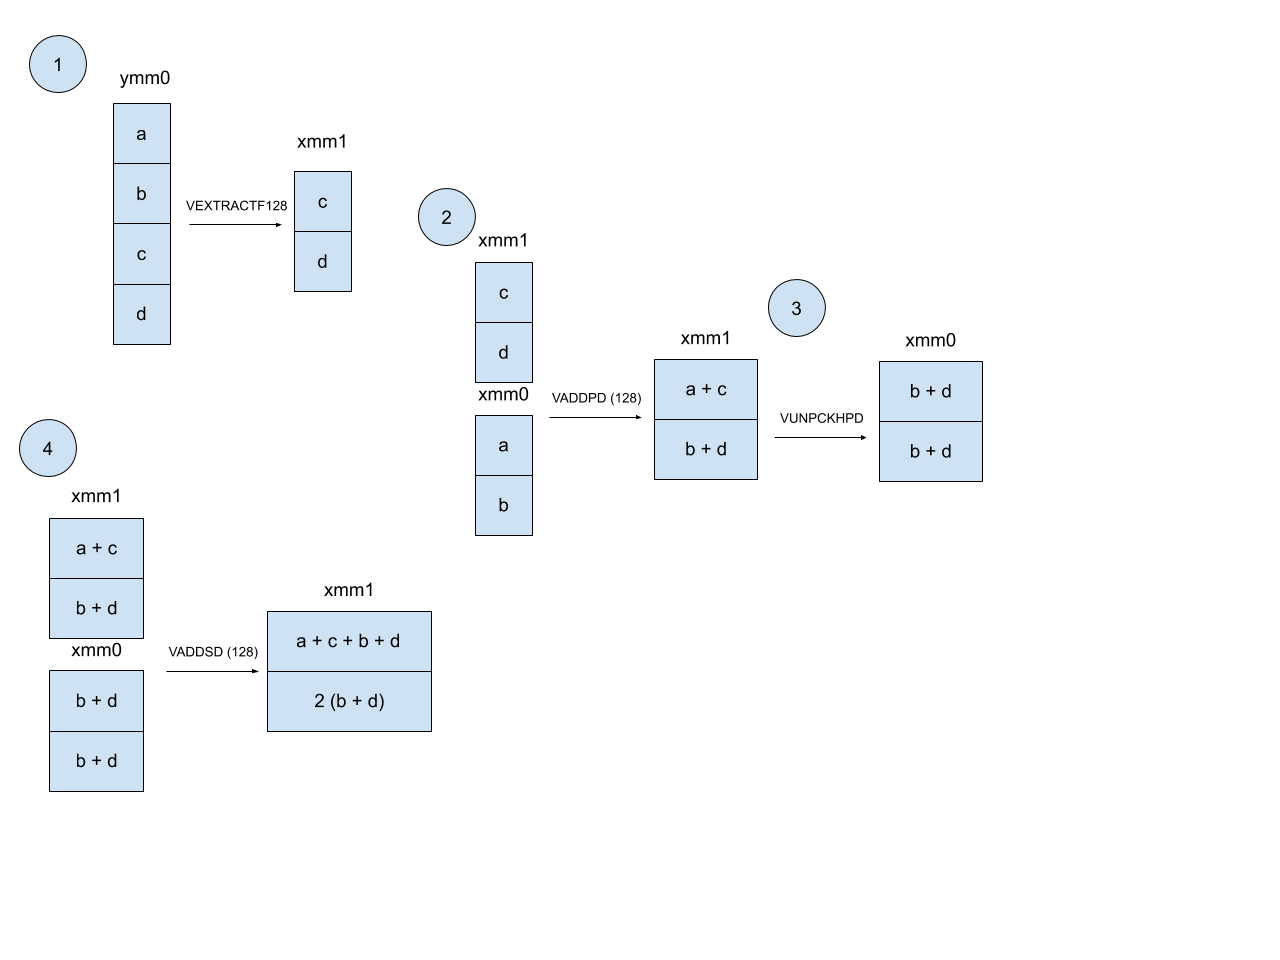 1
ymm0
a
b
c
d
VEXTRACTF128
xmm1
c
d
2
xmm1
c
d
xmm0
a
b
VADDPD (128)
xmm1
a + c
b + d
3
VUNPCKHPD
xmm0
b + d
b + d
4
xmm1
a + c
b + d
xmm0
b + d
b + d
VADDSD (128)
xmm1
a + c + b + d
2 (b + d)